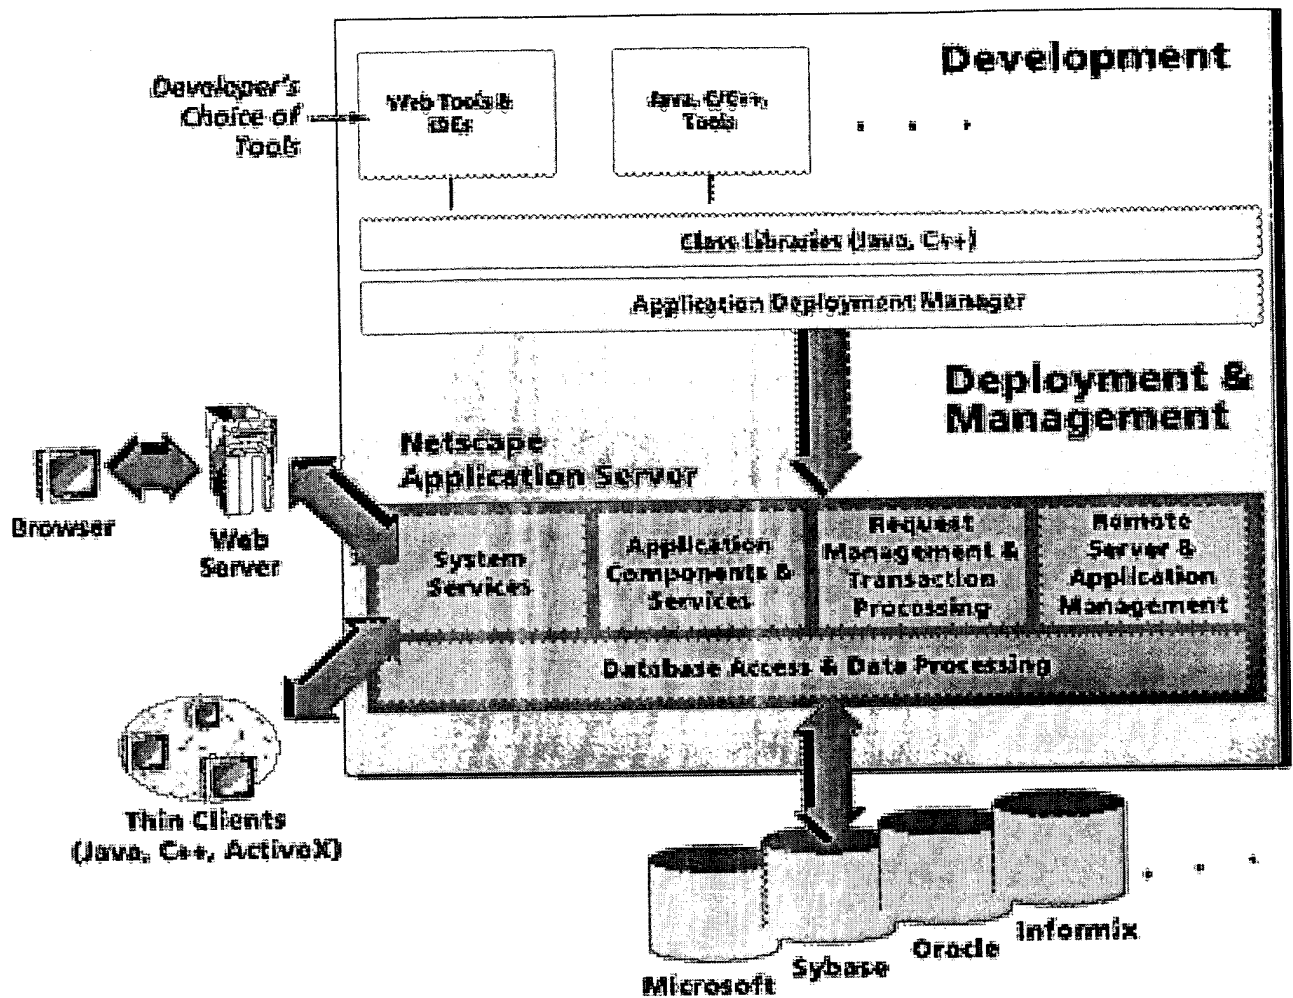 Development
Developer's
Choice of
Tools
Web Tools &
IDEs
Java, C/C++,
Tools
. . .
Class Libraries (Java, C++)
Application Deployment Manager
Deployment &
Management
Netscape
Application Server
Browser
Web
Server
System
Services
Application
Components &
Services
Request
Management &
Transaction
Processing
Remote
Server &
Application
Management
Database Access & Data Processing
Thin Clients
(Java, C++, ActiveX)
Microsoft
Sybase
Oracle
Informix
. . .